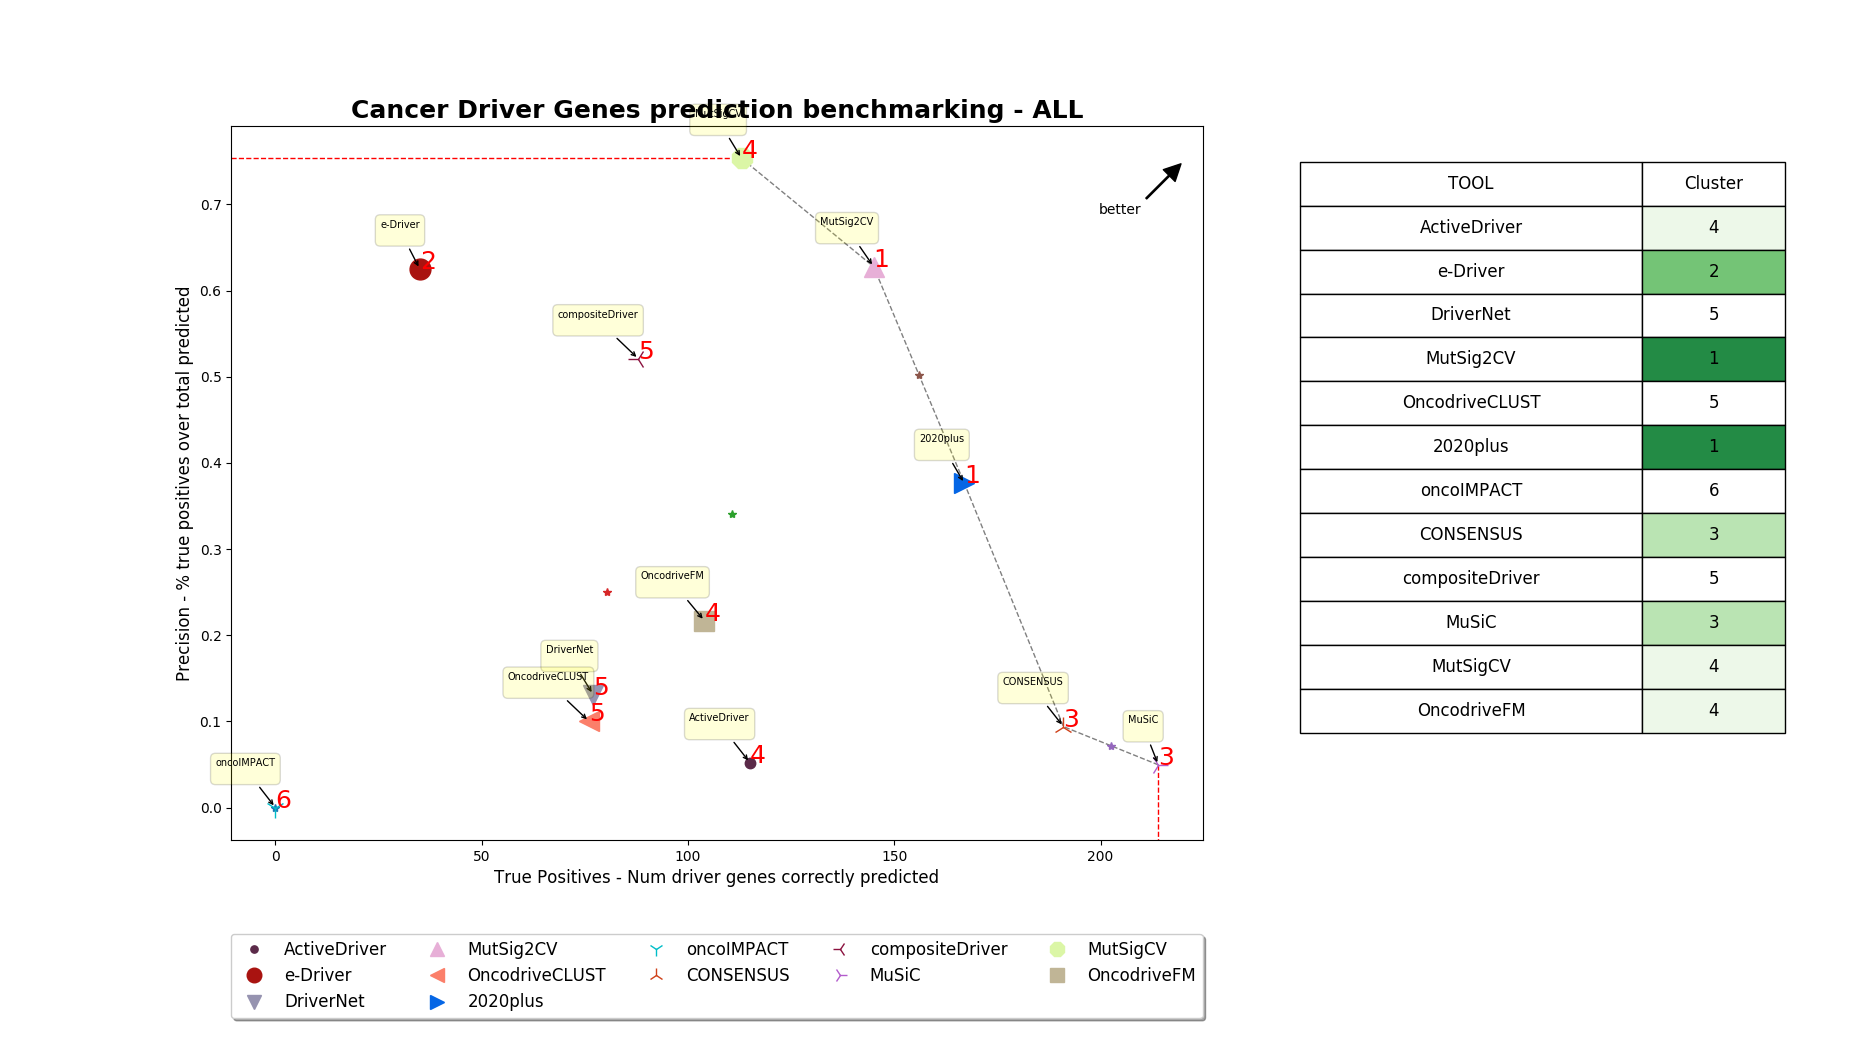 Cancer Driver Genes prediction benchmarking - ALL
MutSigCV
4
better
0.7
0.6
0.5
0.4
0.3
0.2
0.1
0.0
Precision - % true positives over total predicted
e-Driver
2
MutSig2CV
1
compositeDriver
5
2020plus
1
OncodriveFM
4
DriverNet
5
OncodriveCLUST
5
ActiveDriver
4
CONSENSUS
3
MuSiC
3
oncoIMPACT
6
0 50 100 150 200
True Positives - Num driver genes correctly predicted
ActiveDriver MutSig2CV oncoIMPACT compositeDriver MutSigCV
e-Driver OncodriveCLUST CONSENSUS MuSiC OncodriveFM
DriverNet 2020plus
TOOL Cluster
ActiveDriver 4
e-Driver 2
DriverNet 5
MutSig2CV 1
OncodriveCLUST 5
2020plus 1
oncoIMPACT 6
CONSENSUS 3
compositeDriver 5
MuSiC 3
MutSigCV 4
OncodriveFM 4